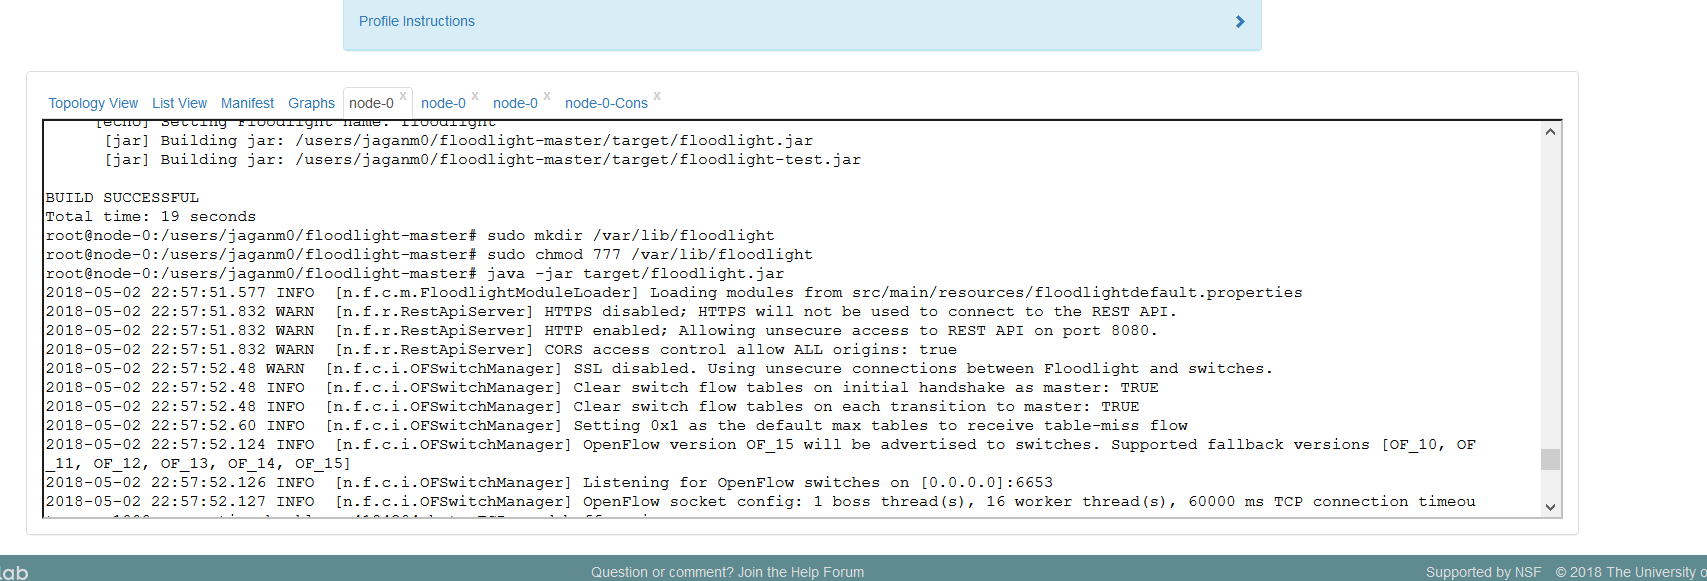 Profile Instructions
Topology View List View Manifest Graphs node-0 x node-0 x node-0 x node-0-Cons x
[echo] Setting Floodlight name: floodlight
[jar] Building jar: /users/jaganm0/floodlight-master/target/floodlight.jar
[jar] Building jar: /users/jaganm0/floodlight-master/target/floodlight-test.jar
BUILD SUCCESSFUL
Total time: 19 seconds
root@node-0:/users/jaganm0/floodlight-master# sudo mkdir /var/lib/floodlight
root@node-0:/users/jaganm0/floodlight-master# sudo chmod 777 /var/lib/floodlight
root@node-0:/users/jaganm0/floodlight-master# java -jar target/floodlight.jar
2018-05-02 22:57:51.577 INFO [n.f.c.m.FloodlightModuleLoader] Loading modules from src/main/resources/floodlightdefault.properties
2018-05-02 22:57:51.832 WARN [n.f.r.RestApiServer] HTTPS disabled; HTTPS will not be used to connect to the REST API.
2018-05-02 22:57:51.832 WARN [n.f.r.RestApiServer] HTTP enabled; Allowing unsecure access to REST API on port 8080.
2018-05-02 22:57:51.832 WARN [n.f.r.RestApiServer] CORS access control allow ALL origins: true
2018-05-02 22:57:52.48 WARN [n.f.c.i.OFSwitchManager] SSL disabled. Using unsecure connections between Floodlight and switches.
2018-05-02 22:57:52.48 INFO [n.f.c.i.OFSwitchManager] Clear switch flow tables on initial handshake as master: TRUE
2018-05-02 22:57:52.48 INFO [n.f.c.i.OFSwitchManager] Clear switch flow tables on each transition to master: TRUE
2018-05-02 22:57:52.60 INFO [n.f.c.i.OFSwitchManager] Setting 0x1 as the default max tables to receive table-miss flow
2018-05-02 22:57:52.124 INFO [n.f.c.i.OFSwitchManager] OpenFlow version OF_15 will be advertised to switches. Supported fallback versions [OF_10, OF
_11, OF_12, OF_13, OF_14, OF_15]
2018-05-02 22:57:52.126 INFO [n.f.c.i.OFSwitchManager] Listening for OpenFlow switches on [0.0.0.0]:6653
2018-05-02 22:57:52.127 INFO [n.f.c.i.OFSwitchManager] OpenFlow socket config: 1 boss thread(s), 16 worker thread(s), 60000 ms TCP connection timeou
lab Question or comment? Join the Help Forum Supported by NSF © 2018 The University